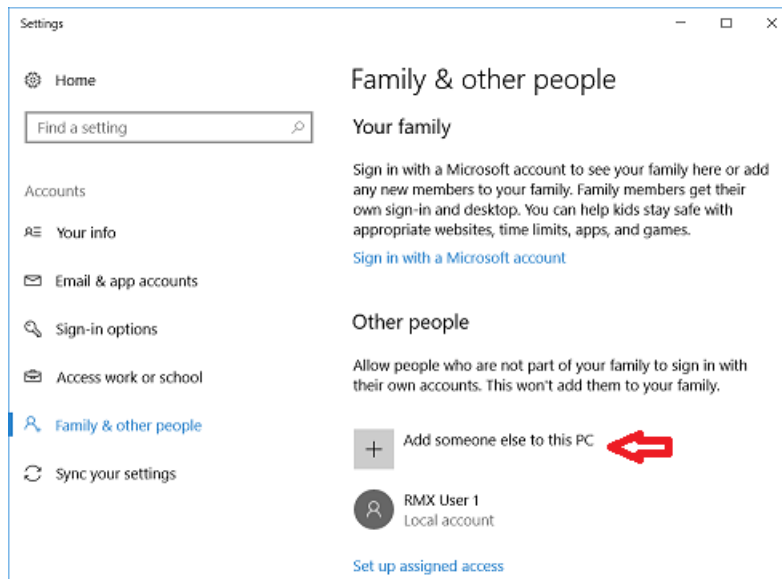 Settings
Home
Find a setting
Accounts
Your info
Email & app accounts
Sign-in options
Access work or school
Family & other people
Sync your settings
Family & other people
Your family
Sign in with a Microsoft account to see your family here or add
any new members to your family. Family members get their
own sign-in and desktop. You can help kids stay safe with
appropriate websites, time limits, apps, and games.
Sign in with a Microsoft account
Other people
Allow people who are not part of your family to sign in with
their own accounts. This won't add them to your family.
Add someone else to this PC
RMX User 1
Local account
Set up assigned access